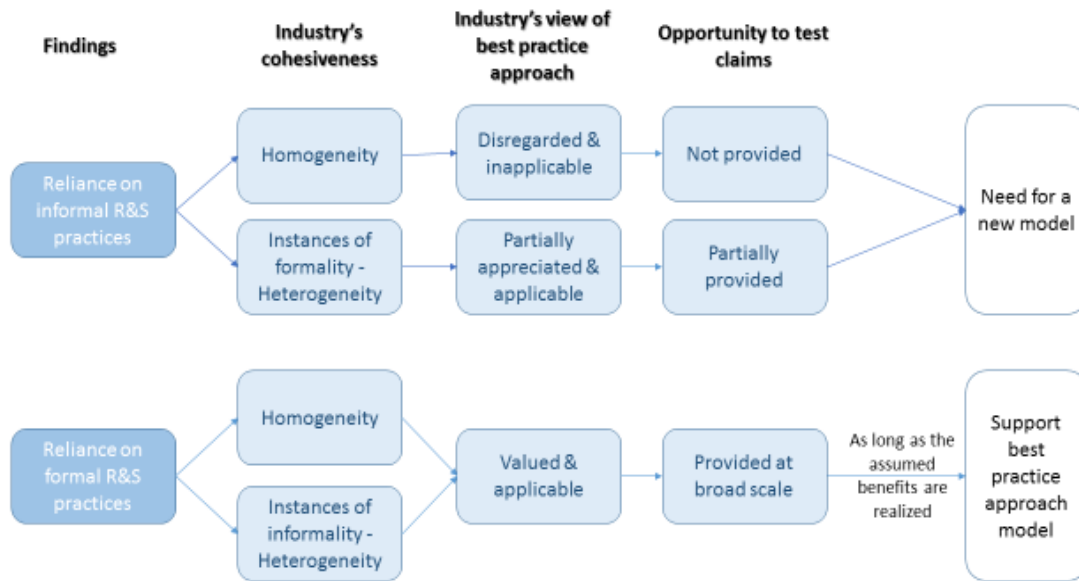 Findings
Industry's
cohesiveness
Industry's view of
best practice
approach
Opportunity to test
claims
Reliance on
informal R&S
practices
Homogeneity
Disregarded &
inapplicable
Not provided
Instances of
formality -
Heterogeneity
Partially
appreciated &
applicable
Partially
provided
Need for a
new model
Reliance on
formal R&S
practices
Homogeneity
Instances of
informality -
Heterogeneity
Valued &
applicable
Provided at
broad scale
As long as the
assumed
benefits are
realized
Support
best
practice
approach
model